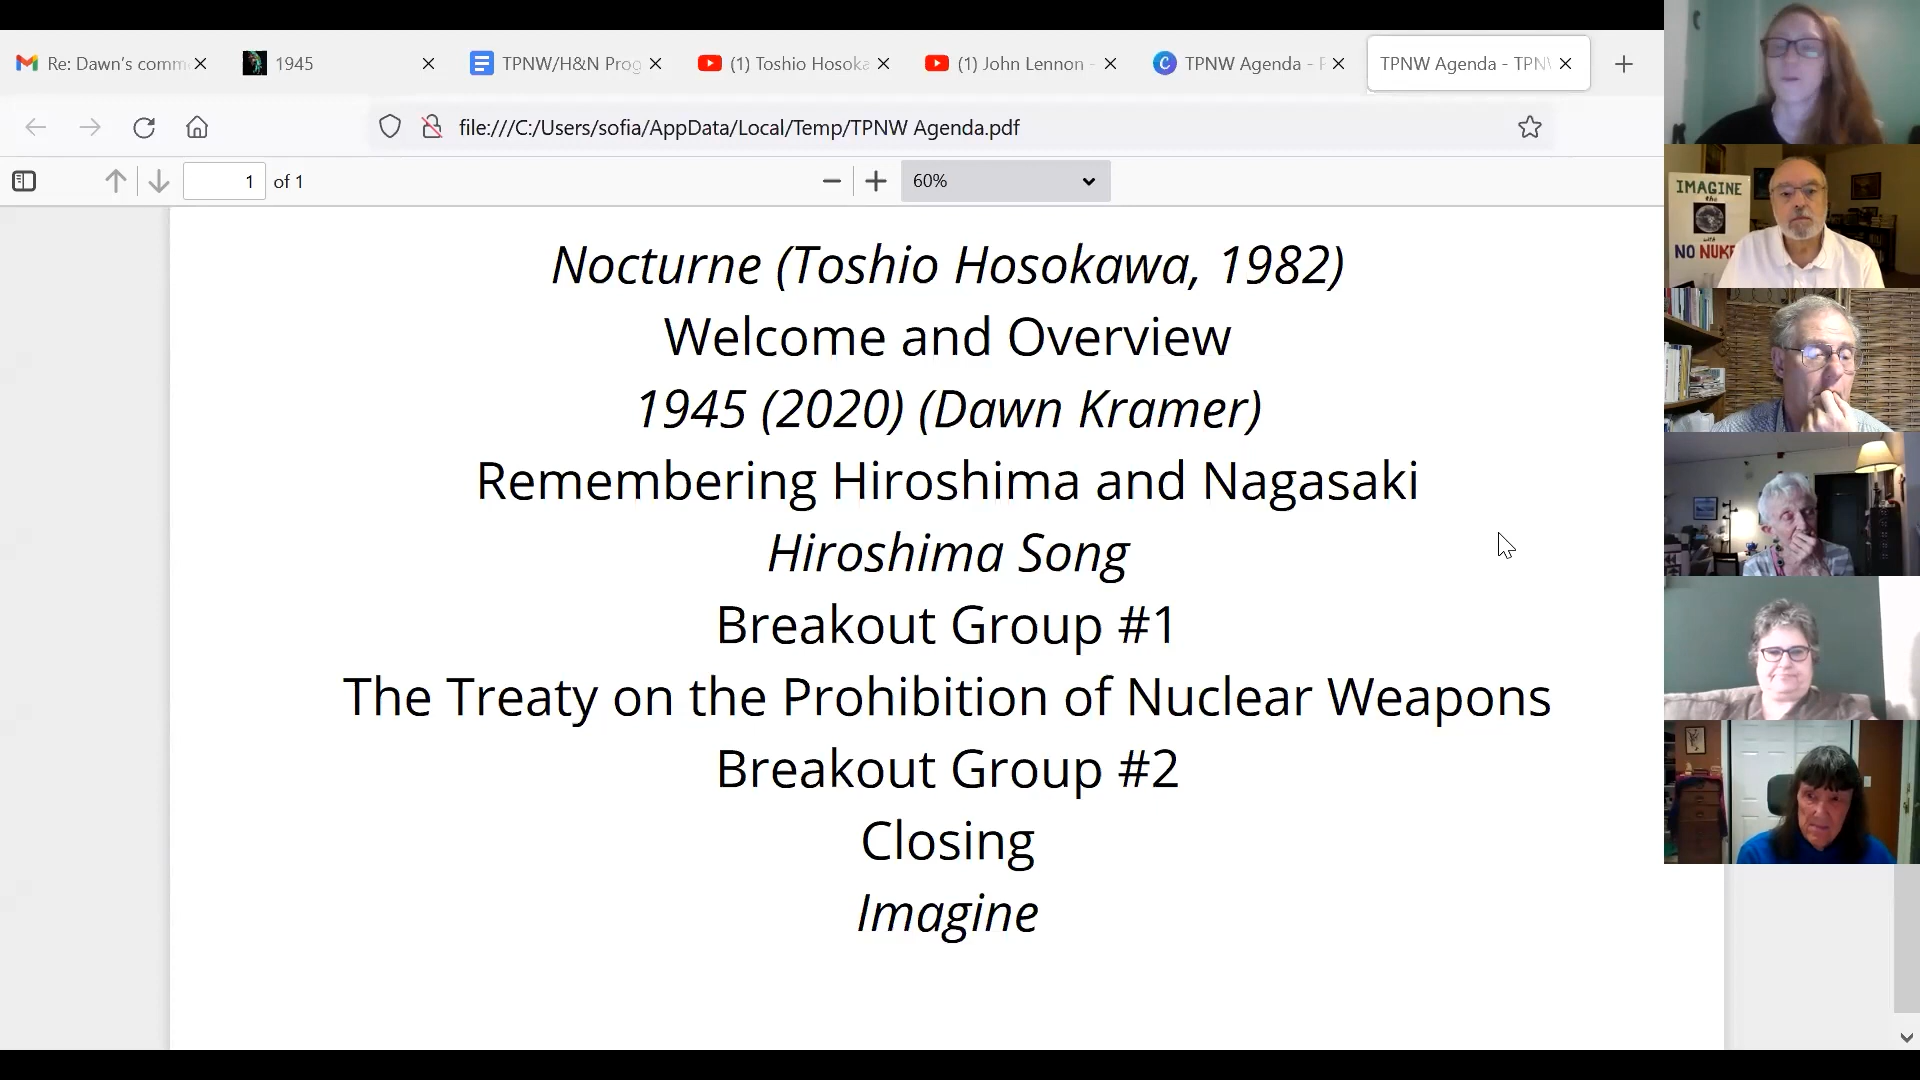 Re: Dawn's comm
1945
TPNW/H&N Prog
(1) Toshio Hosoka
(1) John Lennon -
TPNW Agenda -
TPNW Agenda - TPN
file:///C:/Users/sofia/AppData/Local/Temp/TPNW Agenda.pdf
1 of 1
60%
Nocturne (Toshio Hosokawa, 1982)
Welcome and Overview
1945 (2020) (Dawn Kramer)
Remembering Hiroshima and Nagasaki
Hiroshima Song
Breakout Group #1
The Treaty on the Prohibition of Nuclear Weapons
Breakout Group #2
Closing
Imagine
IMAGINE
the
with
NO NUKE